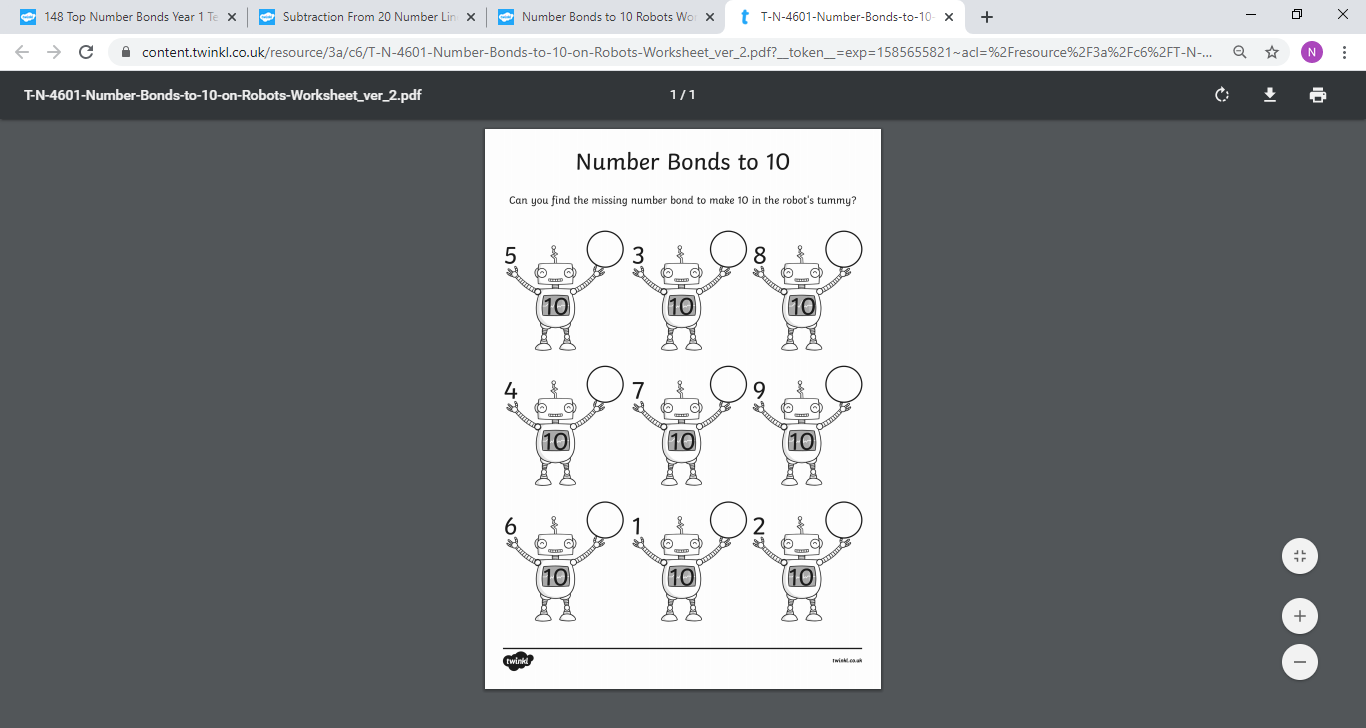 148 Top Number Bonds Year 1 Te
Subtraction From 20 Number Lin
Number Bonds to 10 Robots Wo
T-N-4601-Number-Bonds-to-10-
content.twinkl.co.uk/resource/3a/c6/T-N-4601-Number-Bonds-to-10-on-Robots-Worksheet_ver_2.pdf?__token__=exp=1585655821~acl=%2Fresource%2F3a%2Fc6%2FT-N-...
N
T-N-4601-Number-Bonds-to-10-on-Robots-Worksheet_ver_2.pdf
1 / 1
Number Bonds to 10
Can you find the missing number bond to make 10 in the robot's tummy?
5 3 8
10 10 10
4 7 9
10 10 10
6 1 2
10 10 10
twinkl
twinkl.co.uk